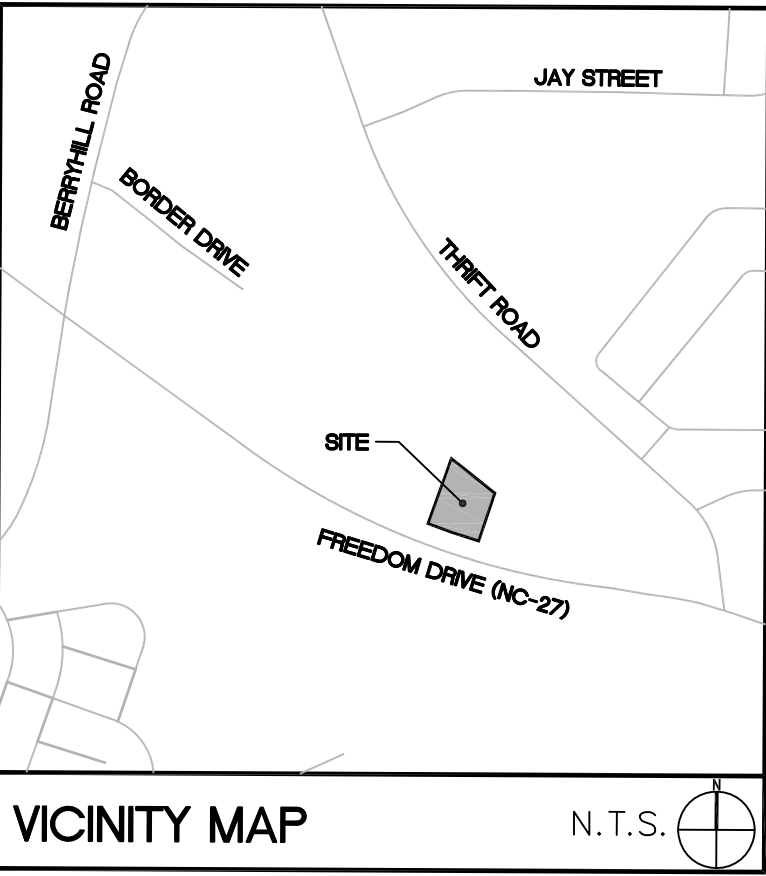 JAY STREET
BERRYHILL ROAD
BORDER DRIVE
THRIFT ROAD
SITE
FREEDOM DRIVE (NC-27)
VICINITY MAP
N.T.S.
N